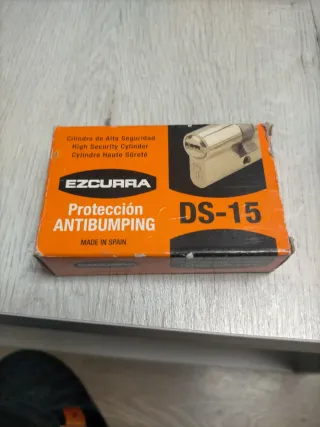 Cilindro de Alta Seguridad
High Security Cylinder
Cylindre Haute Sûreté
EZCURRA
Protección
ANTIBUMPING
MADE IN SPAIN
DS-15